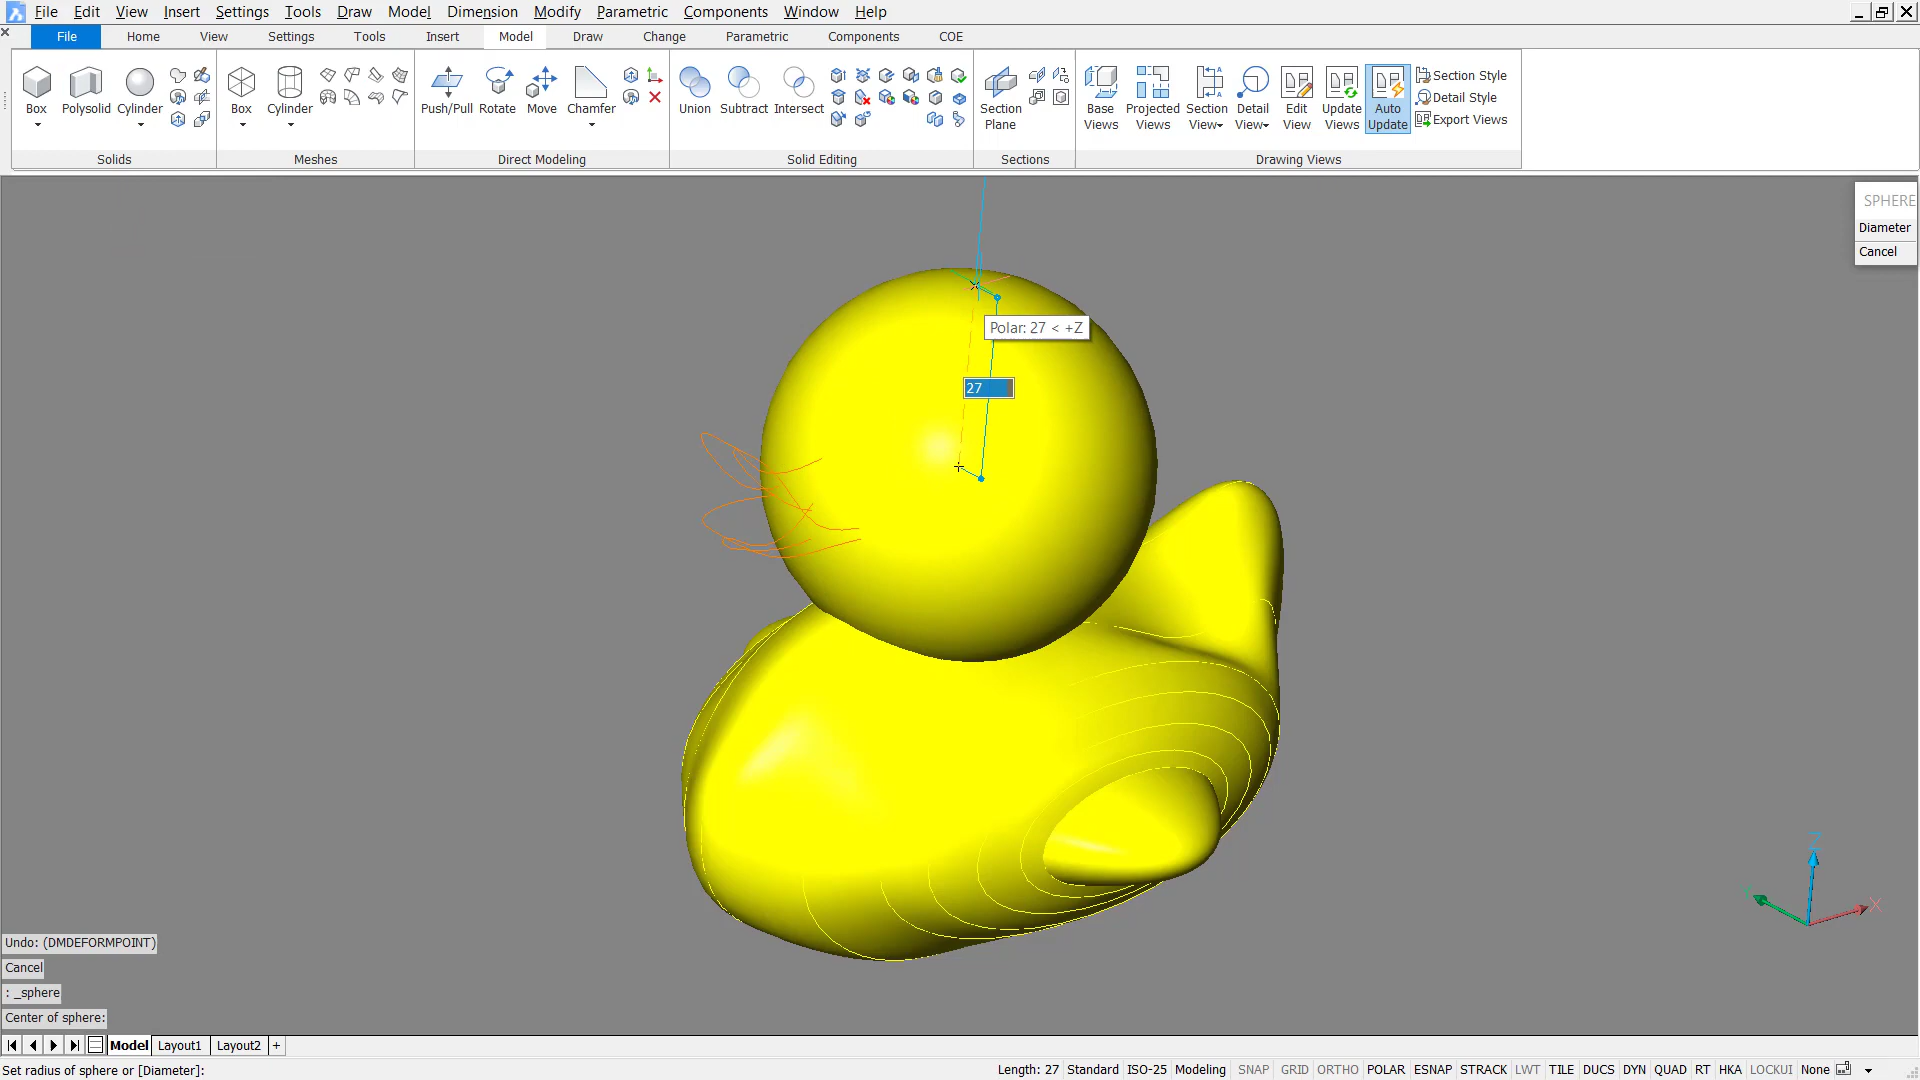 File Edit View Insert Settings Tools Draw Model Dimension Modify Parametric Components Window Help
File Home View Settings Tools Insert Model Draw Change Parametric Components COE
Box Polysolid Cylinder
Solids
Box Cylinder
Meshes
Push/Pull Rotate Move Chamfer
Direct Modeling
Union Subtract Intersect
Solid Editing
Section Plane
Sections
Base Views
Projected Views
Section View
Detail View
Edit View
Update Views
Auto Update
Section Style
Detail Style
Export Views
Drawing Views
SPHERE
Diameter
Cancel
Polar: 27 < +Z
27
Z
Y
X
Undo: (DMDEFORMPOINT)
Cancel
: _sphere
Center of sphere:
Model Layout1 Layout2 +
Set radius of sphere or [Diameter]:
Length: 27 Standard ISO-25 Modeling SNAP GRID ORTHO POLAR ESNAP STRACK LWT TILE DUCS DYN QUAD RT HKA LOCKUI None